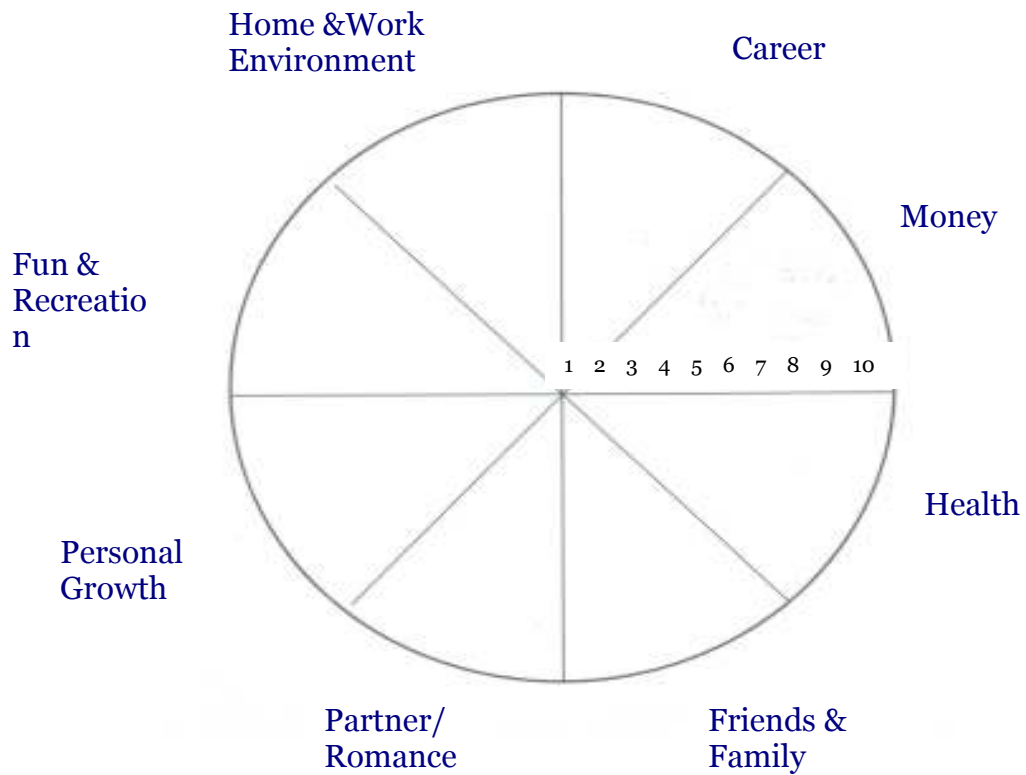 Home &Work
Environment
Career
Money
Fun &
Recreatio
n
1 2 3 4 5 6 7 8 9 10
Health
Personal
Growth
Partner/
Romance
Friends &
Family